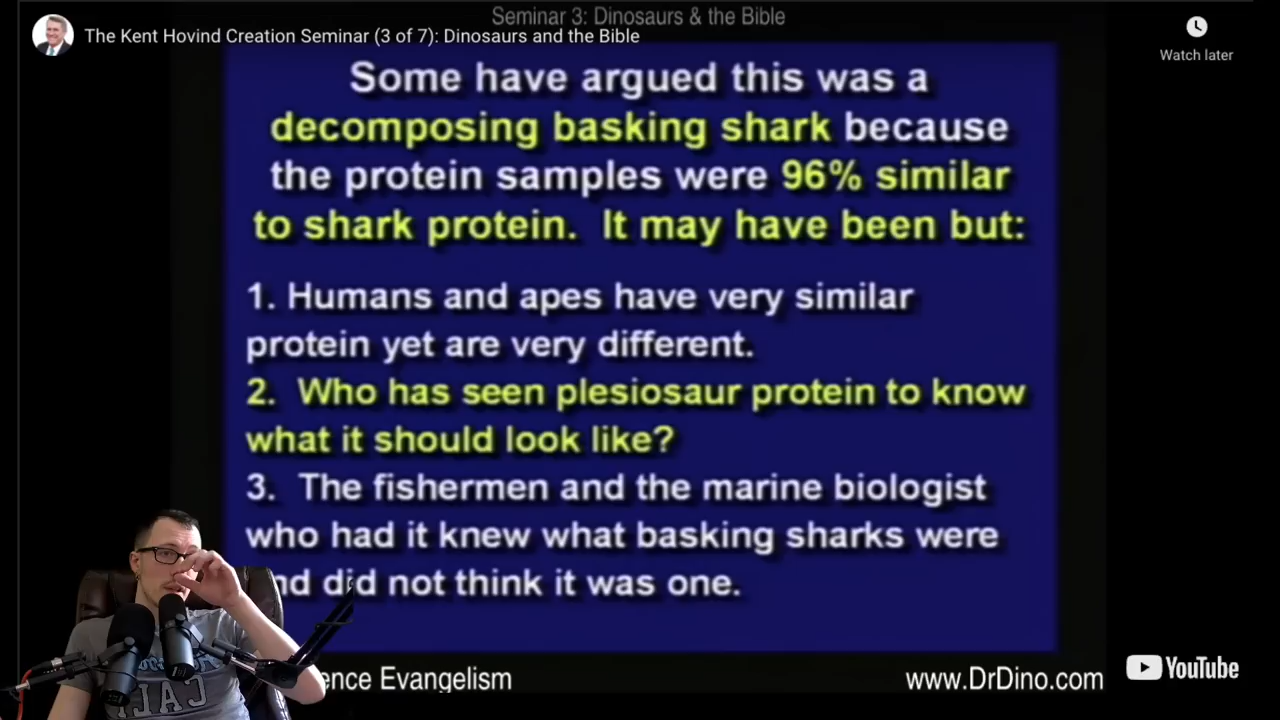 Seminar 3: Dinosaurs & the Bible
The Kent Hovind Creation Seminar (3 of 7): Dinosaurs and the Bible
Watch later
Some have argued this was a
decomposing basking shark because
the protein samples were 96% similar
to shark protein. It may have been but:
1. Humans and apes have very similar
protein yet are very different.
2. Who has seen plesiosaur protein to know
what it should look like?
3. The fishermen and the marine biologist
who had it knew what basking sharks were
nd did not think it was one.
ence Evangelism
www.DrDino.com
YouTube
CALI